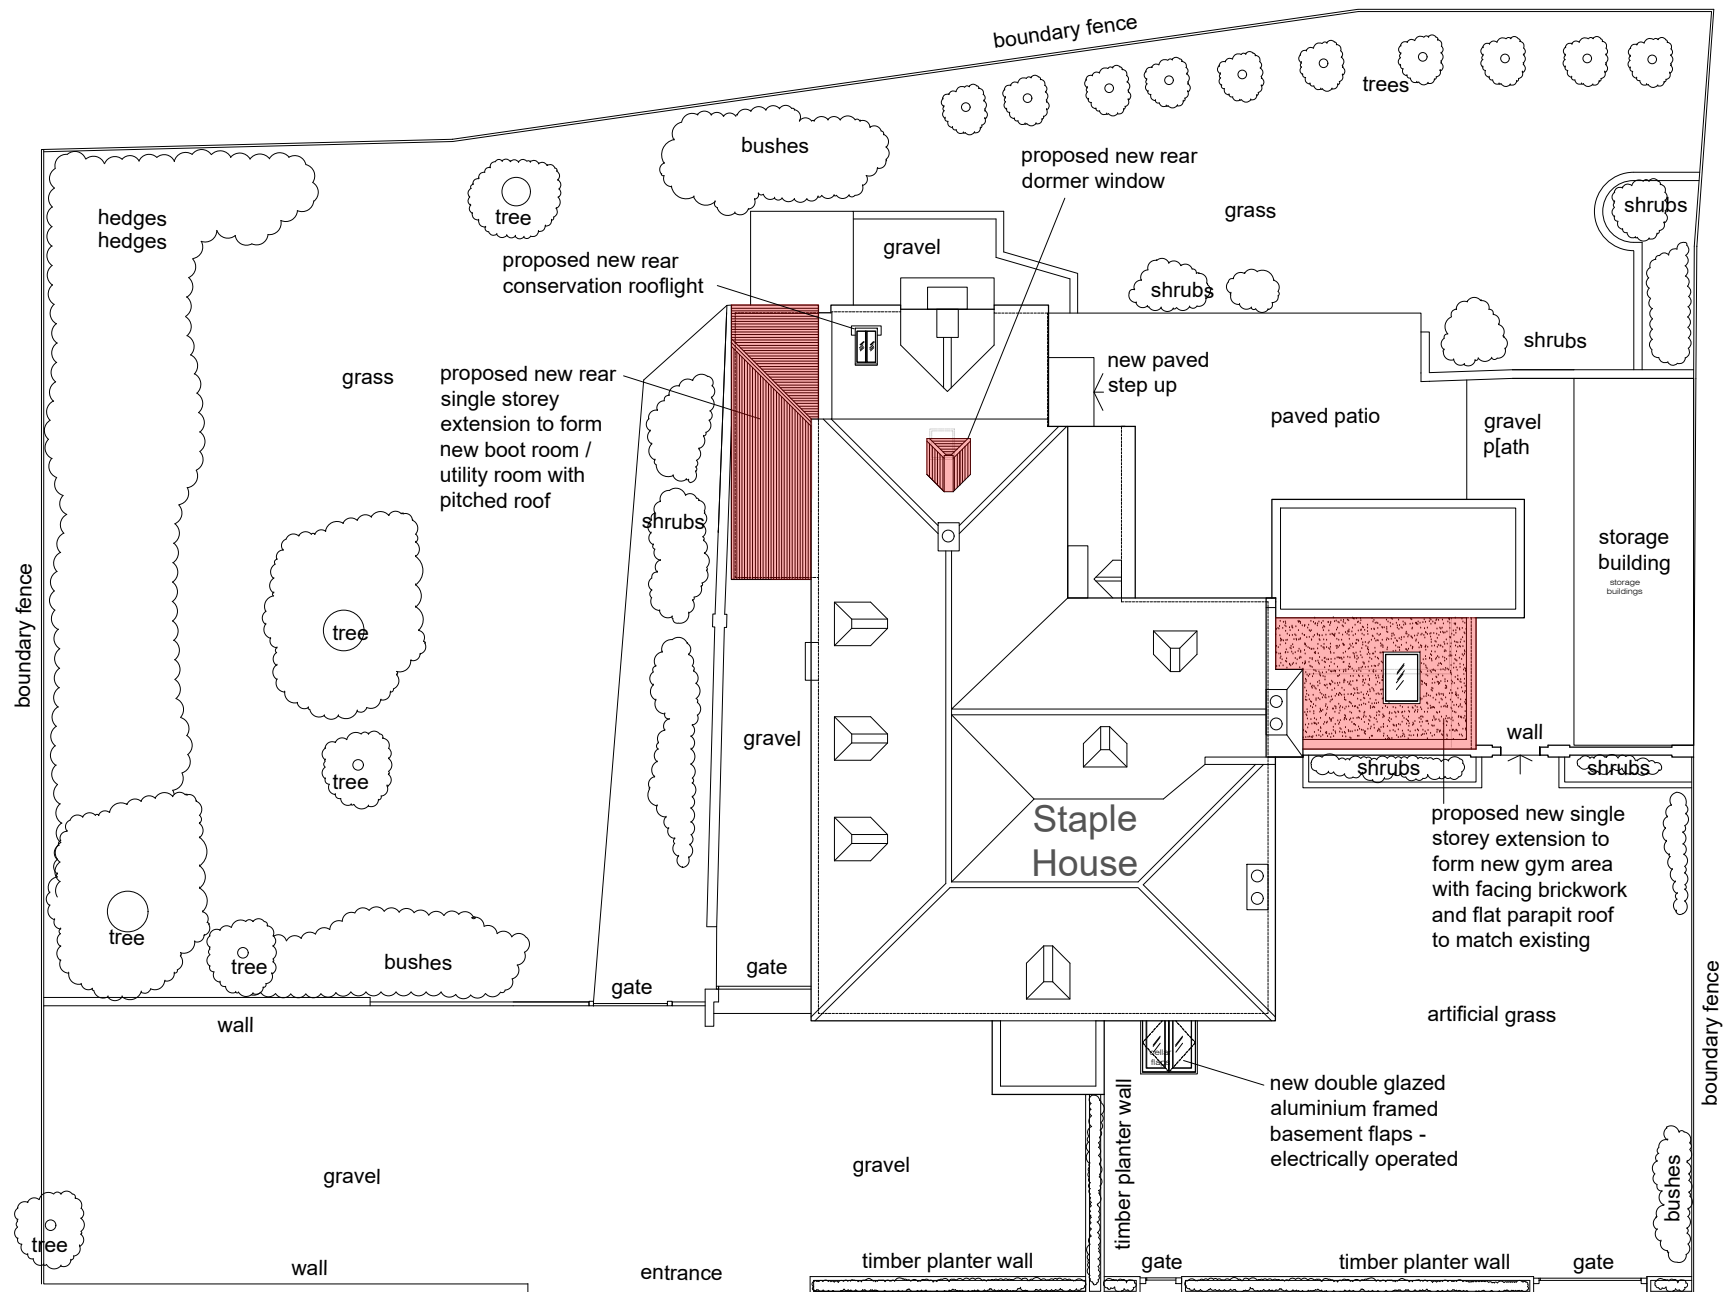 boundary fence
trees
bushes
proposed new rear
dormer window
hedges
hedges
tree
grass
shrubs
gravel
proposed new rear
conservation rooflight
shrubs
shrubs
new paved
step up
grass
proposed new rear
single storey
extension to form
new boot room /
utility room with
pitched roof
paved patio
gravel
p[ath
shrubs
storage
building
storage
buildings
boundary fence
tree
gravel
wall
shrubs
shrubs
tree
Staple
House
proposed new single
storey extension to
form new gym area
with facing brickwork
and flat parapit roof
to match existing
tree
tree
bushes
gate
gate
wall
artificial grass
boundary fence
new double glazed
aluminium framed
basement flaps -
electrically operated
timber planter wall
gravel
gravel
bushes
tree
wall
entrance
timber planter wall
gate
timber planter wall
gate